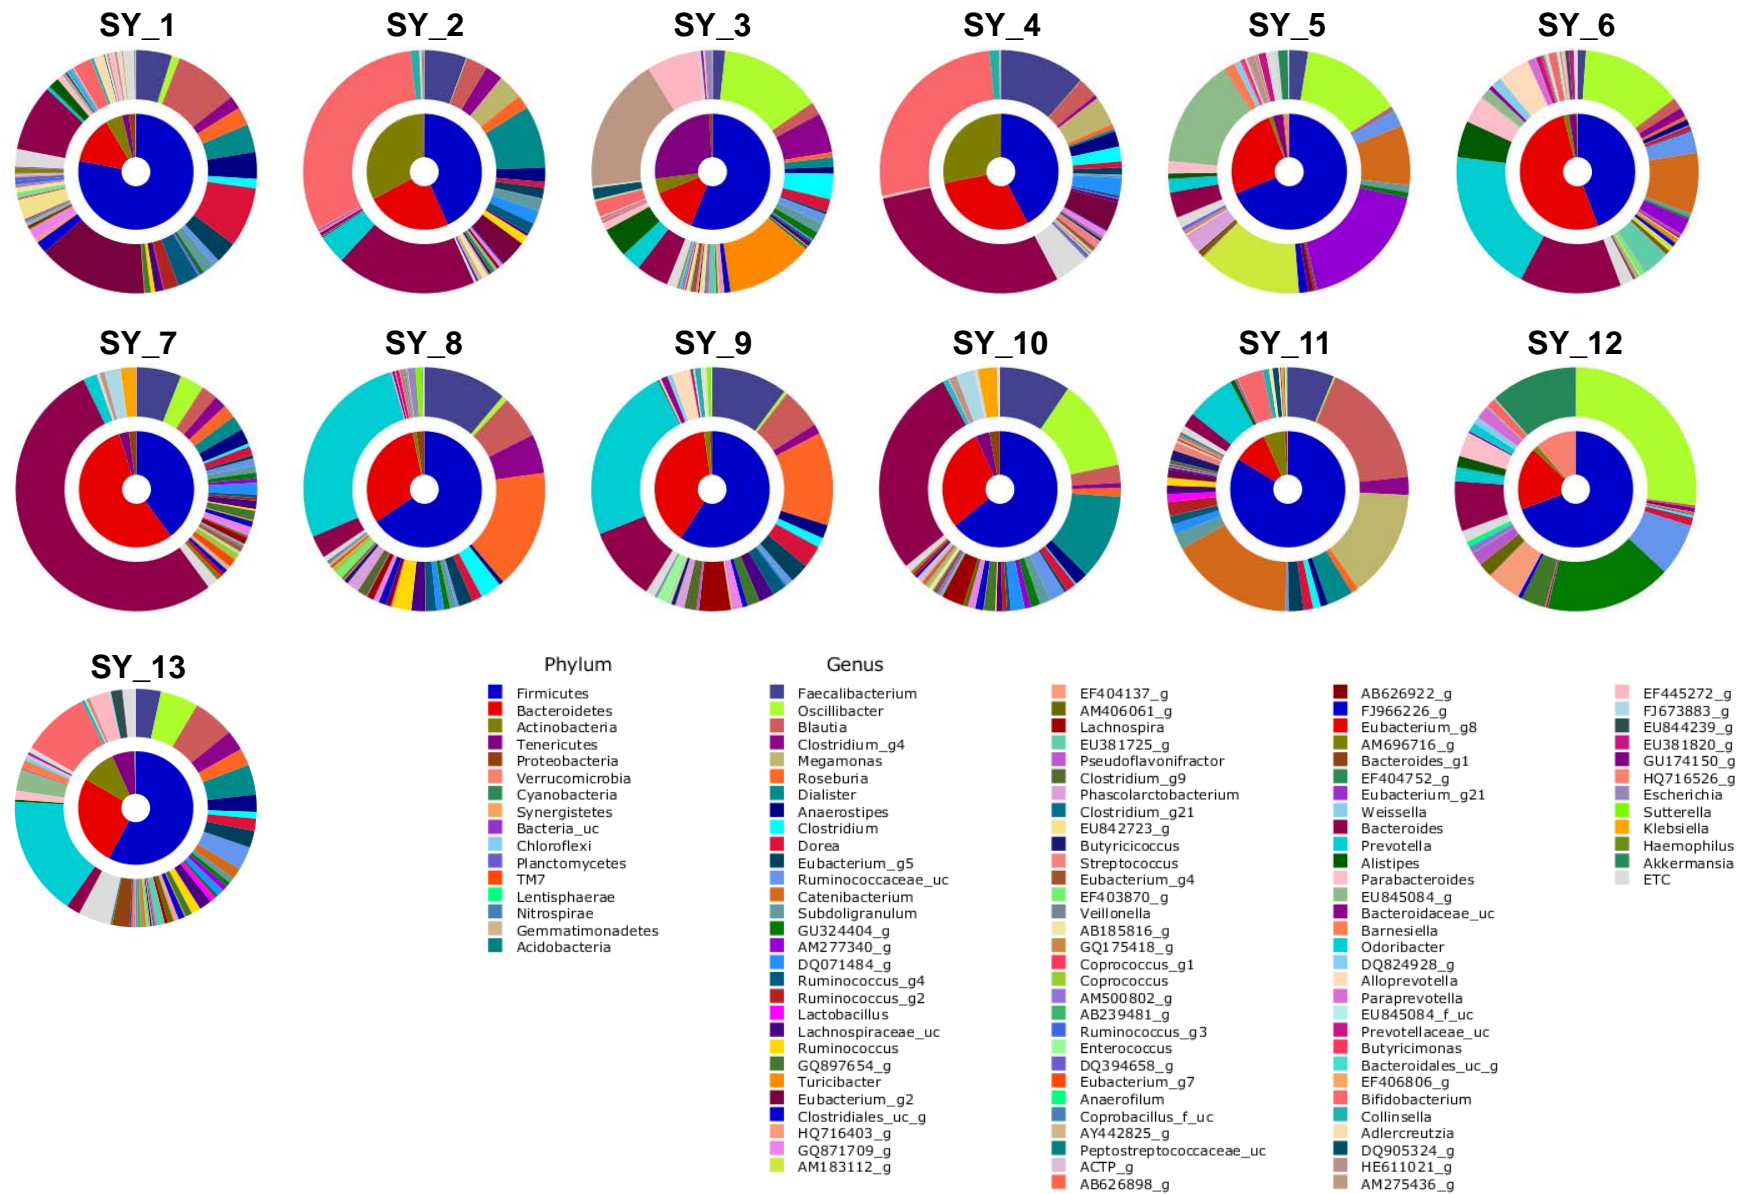 SY_1
SY_2
SY_3
SY_4
SY_5
SY_6
SY_7
SY_8
SY_9
SY_10
SY_11
SY_12
SY_13
Phylum
Firmicutes
Bacteroidetes
Actinobacteria
Tenericutes
Proteobacteria
Verrucomicrobia
Cyanobacteria
Synergistetes
Bacteria_uc
Chloroflexi
Planctomycetes
TM7
Lentisphaerae
Nitrospirae
Gemmatimonadetes
Acidobacteria
Genus
Faecalibacterium
Oscillibacter
Blautia
Clostridium_g4
Megamonas
Roseburia
Dialister
Anaerostipes
Clostridium
Dorea
Eubacterium_g5
Ruminococcaceae_uc
Catenibacterium
Subdoligranulum
GU324404_g
AM277340_g
DQ071484_g
Ruminococcus_g4
Ruminococcus_g2
Lactobacillus
Lachnospiraceae_uc
Ruminococcus
GQ897654_g
Turicibacter
Eubacterium_g2
Clostridiales_uc_g
HQ716403_g
GQ871709_g
AM183112_g
EF404137_g
AM406061_g
Lachnospira
EU381725_g
Pseudoflavonifractor
Clostridium_g9
Phascolarctobacterium
Clostridium_g21
EU842723_g
Butyricicoccus
Streptococcus
Eubacterium_g4
EF403870_g
Veillonella
AB185816_g
GQ175418_g
Coprococcus_g1
Coprococcus
AM500802_g
AB239481_g
Ruminococcus_g3
Enterococcus
DQ394658_g
Eubacterium_g7
Anaerofilum
Coprobacillus_f_uc
AY442825_g
Peptostreptococcaceae_uc
ACTP_g
AB626898_g
AB626922_g
FJ966226_g
Eubacterium_g8
AM696716_g
Bacteroides_g1
EF404752_g
Eubacterium_g21
Weissella
Bacteroides
Prevotella
Alistipes
Parabacteroides
EU845084_g
Bacteroidaceae_uc
Barnesiella
Odoribacter
DQ824928_g
Alloprevotella
Paraprevotella
EU845084_f_uc
Prevotellaceae_uc
Butyricimonas
Bacteroidales_uc_g
EF406806_g
Bifidobacterium
Collinsella
Adlercreutzia
DQ905324_g
HE611021_g
AM275436_g
EF445272_g
FJ673883_g
EU844239_g
EU381820_g
GU174150_g
HQ716526_g
Escherichia
Sutterella
Klebsiella
Haemophilus
Akkermansia
ETC